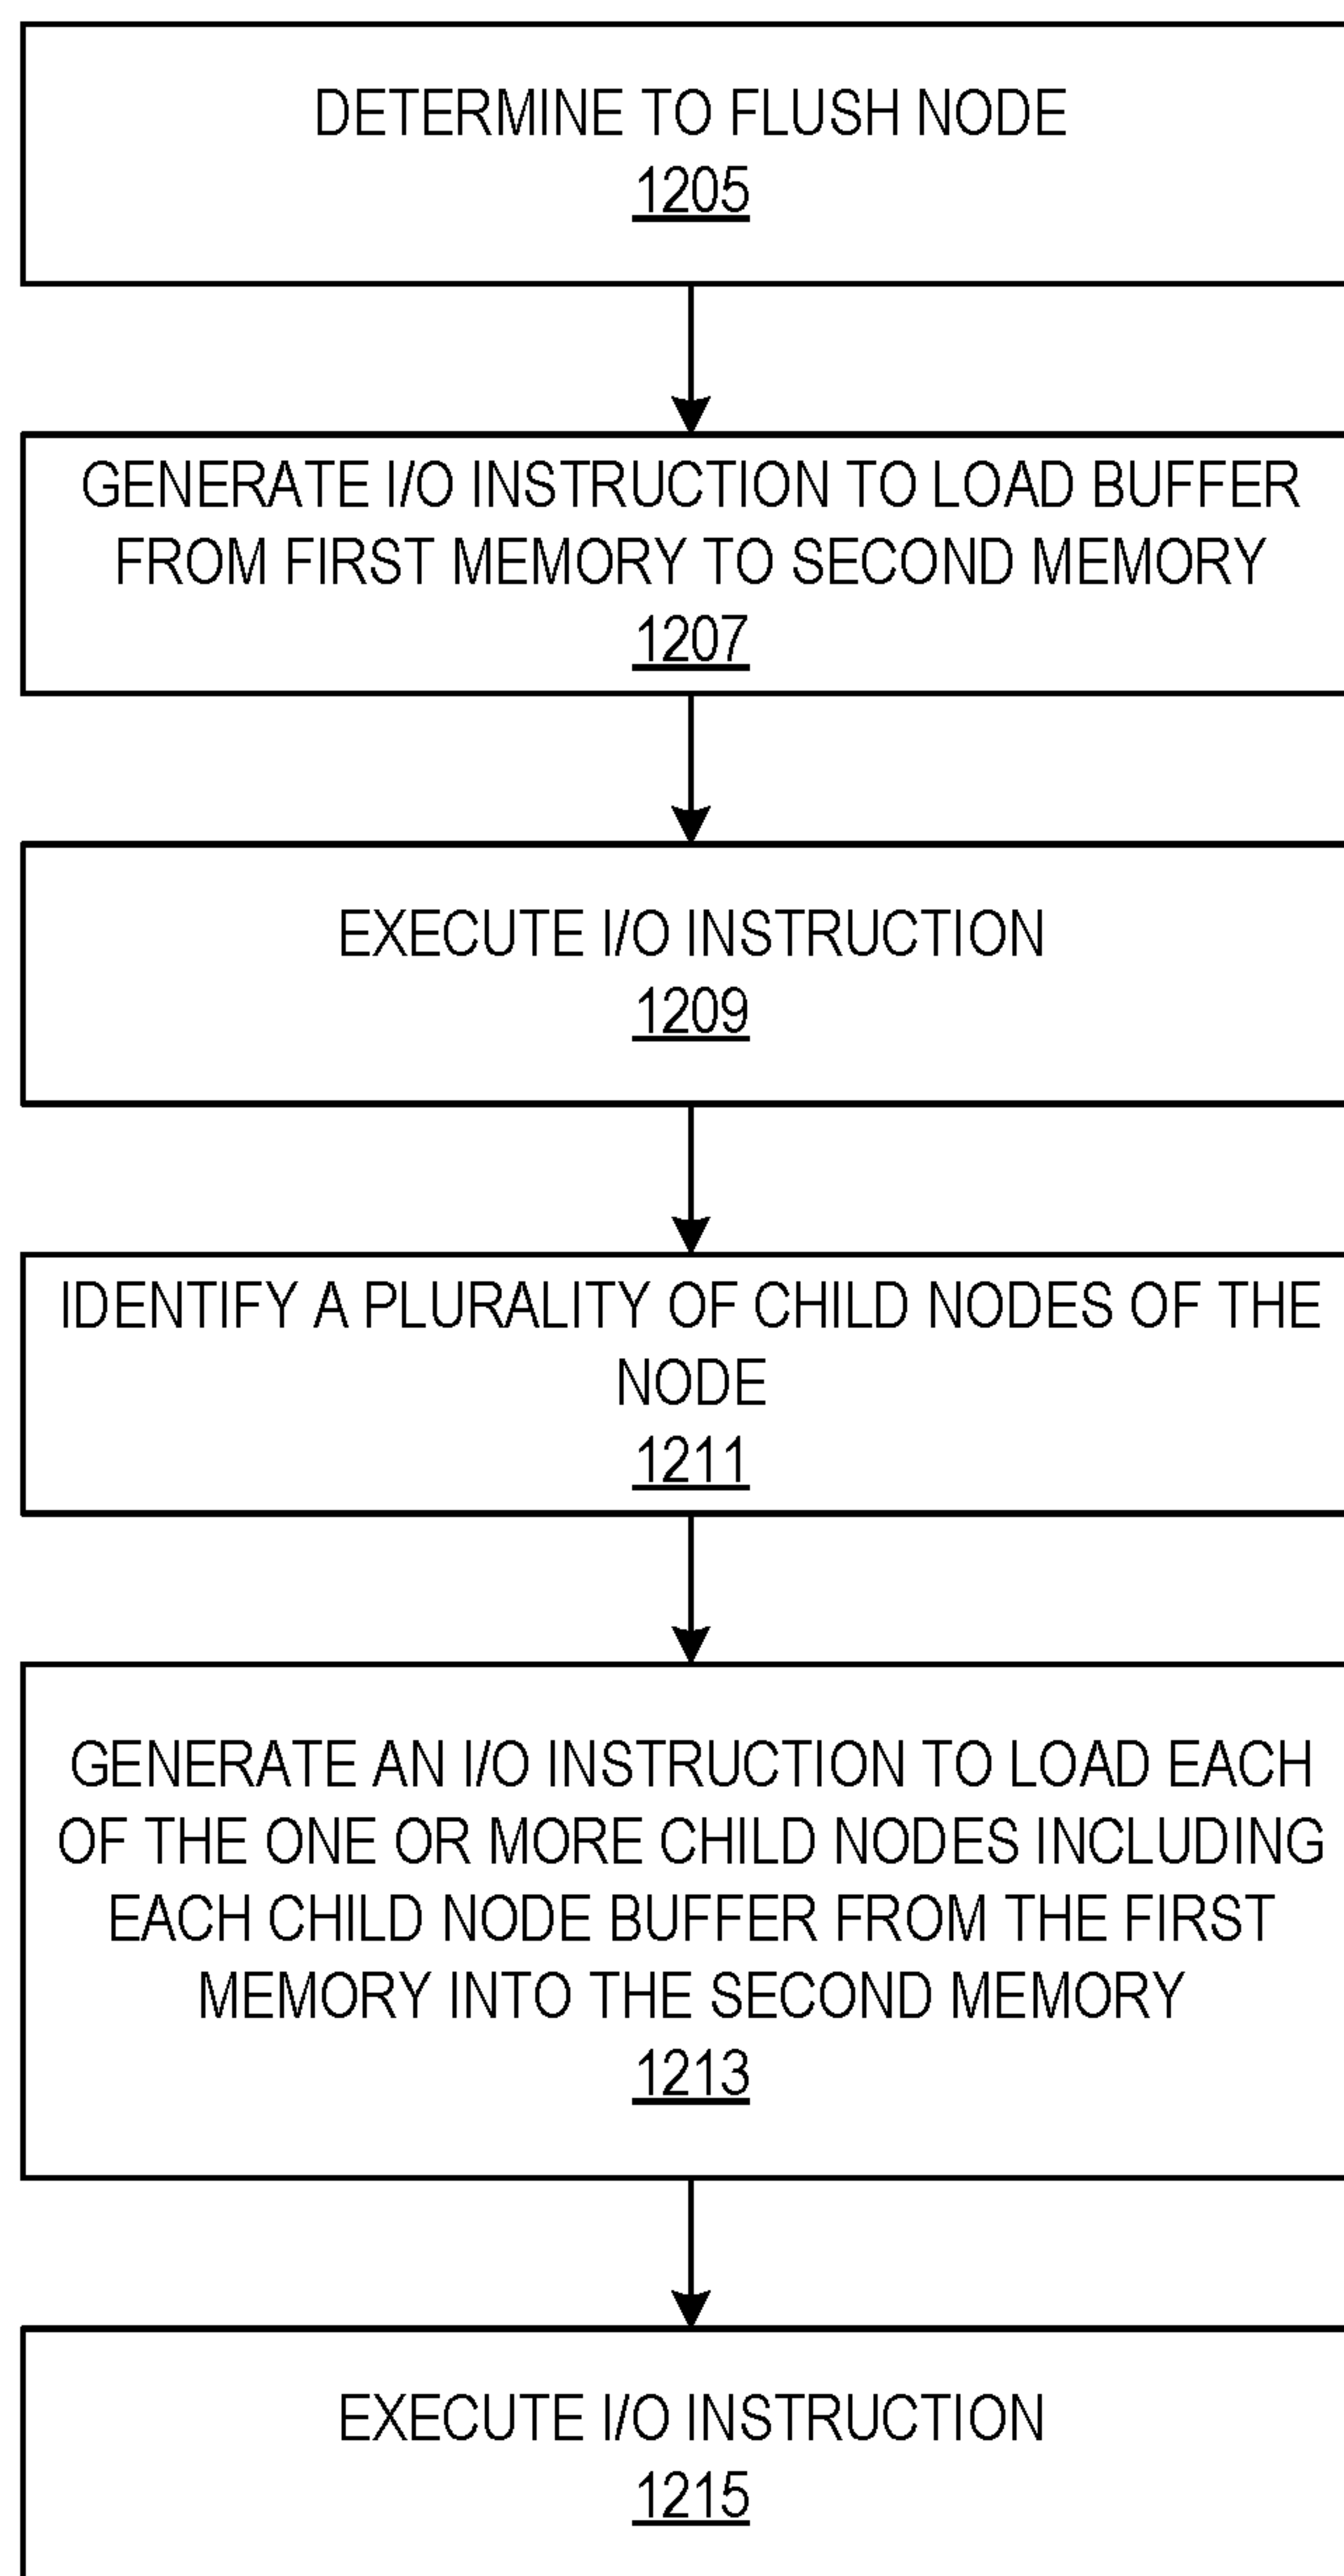 DETERMINE TO FLUSH NODE
1205
GENERATE I/O INSTRUCTION TO LOAD BUFFER
FROM FIRST MEMORY TO SECOND MEMORY
1207
EXECUTE I/O INSTRUCTION
1209
IDENTIFY A PLURALITY OF CHILD NODES OF THE
NODE
1211
GENERATE AN I/O INSTRUCTION TO LOAD EACH
OF THE ONE OR MORE CHILD NODES INCLUDING
EACH CHILD NODE BUFFER FROM THE FIRST
MEMORY INTO THE SECOND MEMORY
1213
EXECUTE I/O INSTRUCTION
1215